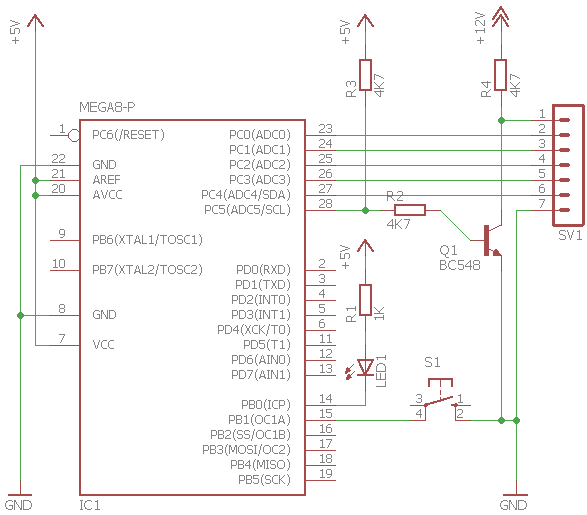 +5V
+5V
+12V
R3
4K7
R4
4K7
MEGA8-P
1 PC6(/RESET) PC0(ADC0) 23 1
PC1(ADC1) 24 2
22 GND PC2(ADC2) 25 3
21 AREF PC3(ADC3) 26 4
20 AVCC PC4(ADC4/SDA) 27 5
PC5(ADC5/SCL) 28 6
7
R2
4K7
SV1
9 PB6(XTAL1/TOSC1)
Q1
BC548
+5V
10 PB7(XTAL2/TOSC2) PD0(RXD) 2
PD1(TXD) 3
PD2(INT0) 4
8 GND PD3(INT1) 5
PD4(XCK/T0) 6
7 VCC PD5(T1) 11
PD6(AIN0) 12
PD7(AIN1) 13
R1
1K
LED1
S1
PB0(ICP) 14
3 1
PB1(OC1A) 15
4 2
PB2(SS/OC1B) 16
PB3(MOSI/OC2) 17
PB4(MISO) 18
PB5(SCK) 19
GND
IC1
GND